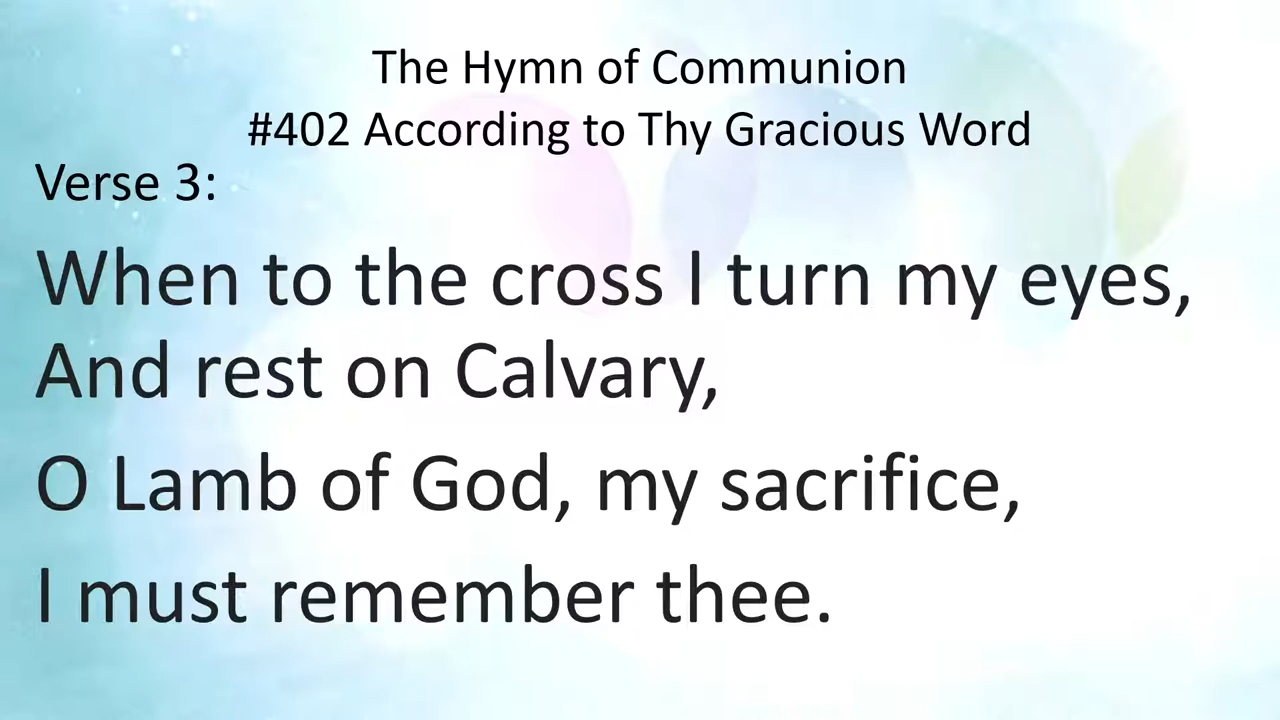 The Hymn of Communion
#402 According to Thy Gracious Word
Verse 3:
When to the cross I turn my eyes,
And rest on Calvary,
O Lamb of God, my sacrifice,
I must remember thee.